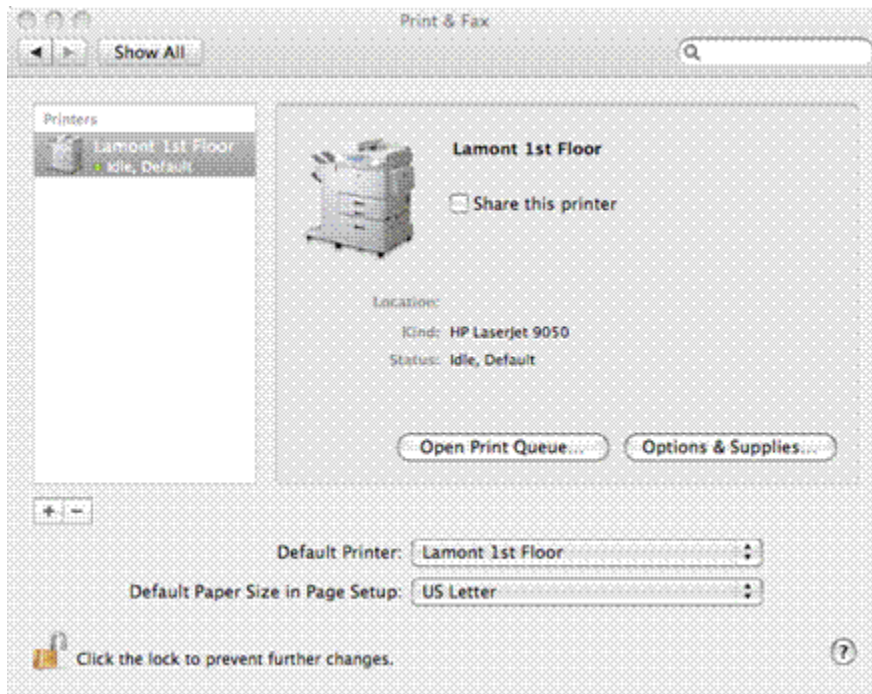 Print & Fax
Show All
Printers
Lamont 1st Floor
Idle, Default
Lamont 1st Floor
Share this printer
Location:
Kind: HP LaserJet 9050
Status: Idle, Default
Open Print Queue...
Options & Supplies...
+ −
Default Printer: Lamont 1st Floor
Default Paper Size in Page Setup: US Letter
Click the lock to prevent further changes.
?